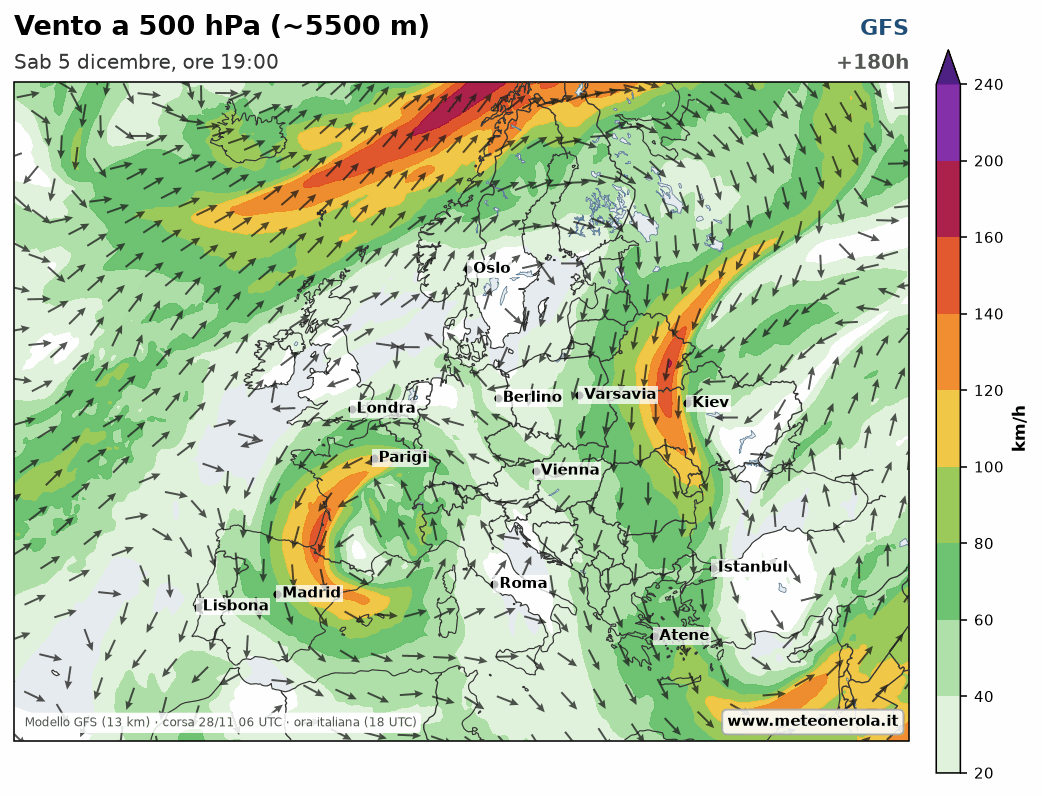 Vento a 500 hPa (~5500 m)
GFS
Sab 5 dicembre, ore 19:00
+180h
240
200
160
140
120
100
80
60
40
20
km/h
Oslo
Londra
Berlino
Varsavia
Kiev
Parigi
Vienna
Istanbul
Roma
Madrid
Lisbona
Atene
Modello GFS (13 km) · corsa 28/11 06 UTC · ora italiana (18 UTC)
www.meteonerola.it